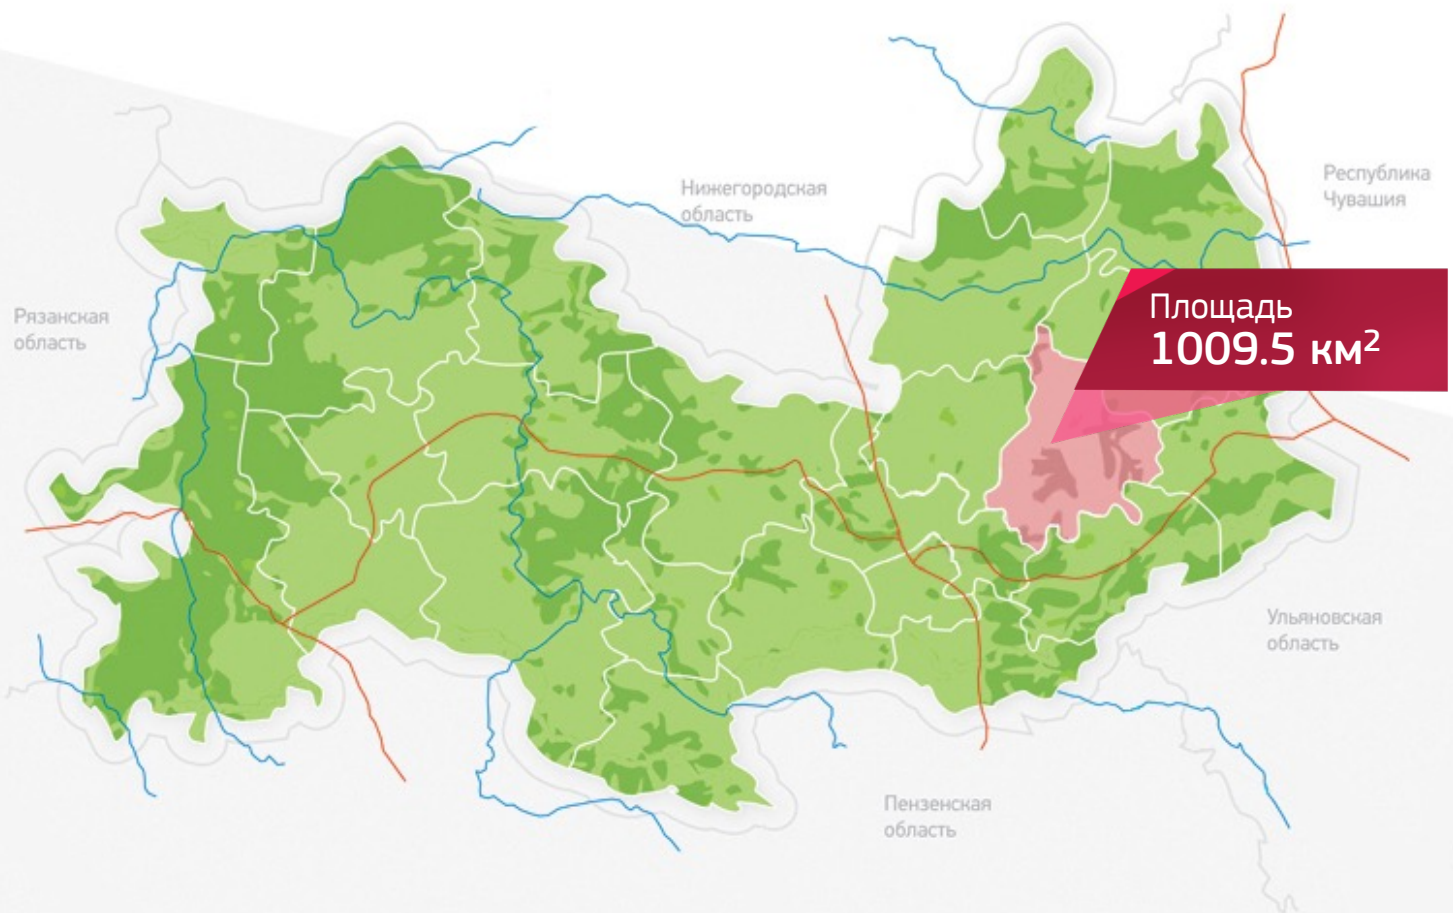 Нижегородская
область
Республика
Чувашия
Площадь
1009.5 км²
Рязанская
область
Ульяновская
область
Пензенская
область